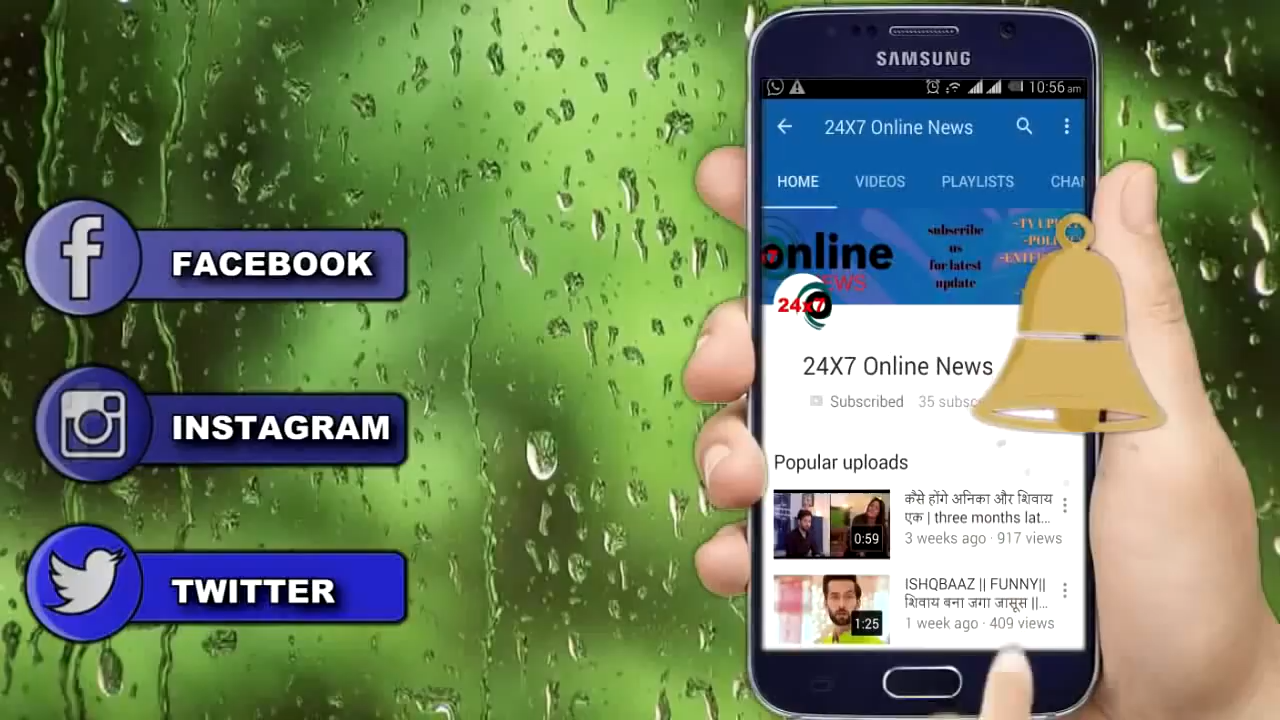 FACEBOOK
INSTAGRAM
TWITTER
SAMSUNG
10:56 am
24X7 Online News
HOME VIDEOS PLAYLISTS CHAN
online
NEWS
subscribe
us
for latest
update
24x7
24X7 Online News
Subscribed 35
Popular uploads
0:59
कैसे होंगे अनिका और शिवाय
एक | three months lat...
3 weeks ago · 917 views
1:25
ISHQBAAZ || FUNNY||
शिवाय बना जगा जासूस ||...
1 week ago · 409 views